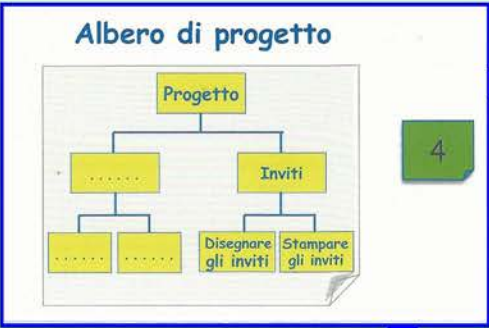 Albero di progetto
Progetto
4
...... Inviti
...... ...... Disegnare Stampare
gli inviti gli inviti